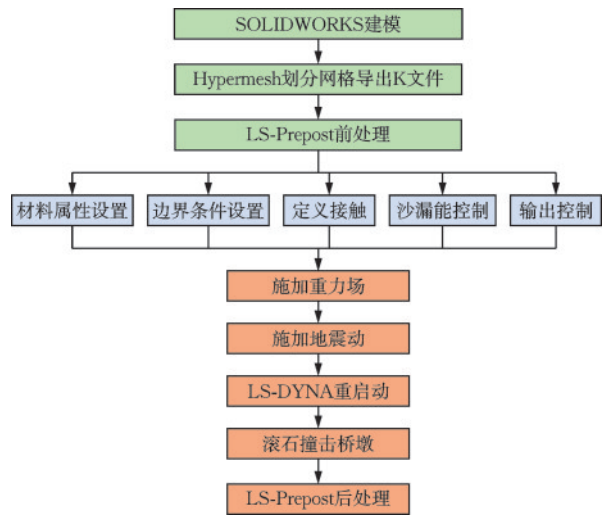 SOLIDWORKS建模
Hypermesh划分网格导出K文件
LS-Prepost前处理
材料属性设置
边界条件设置
定义接触
沙漏能控制
输出控制
施加重力场
施加地震动
LS-DYNA重启动
滚石撞击桥墩
LS-Prepost后处理